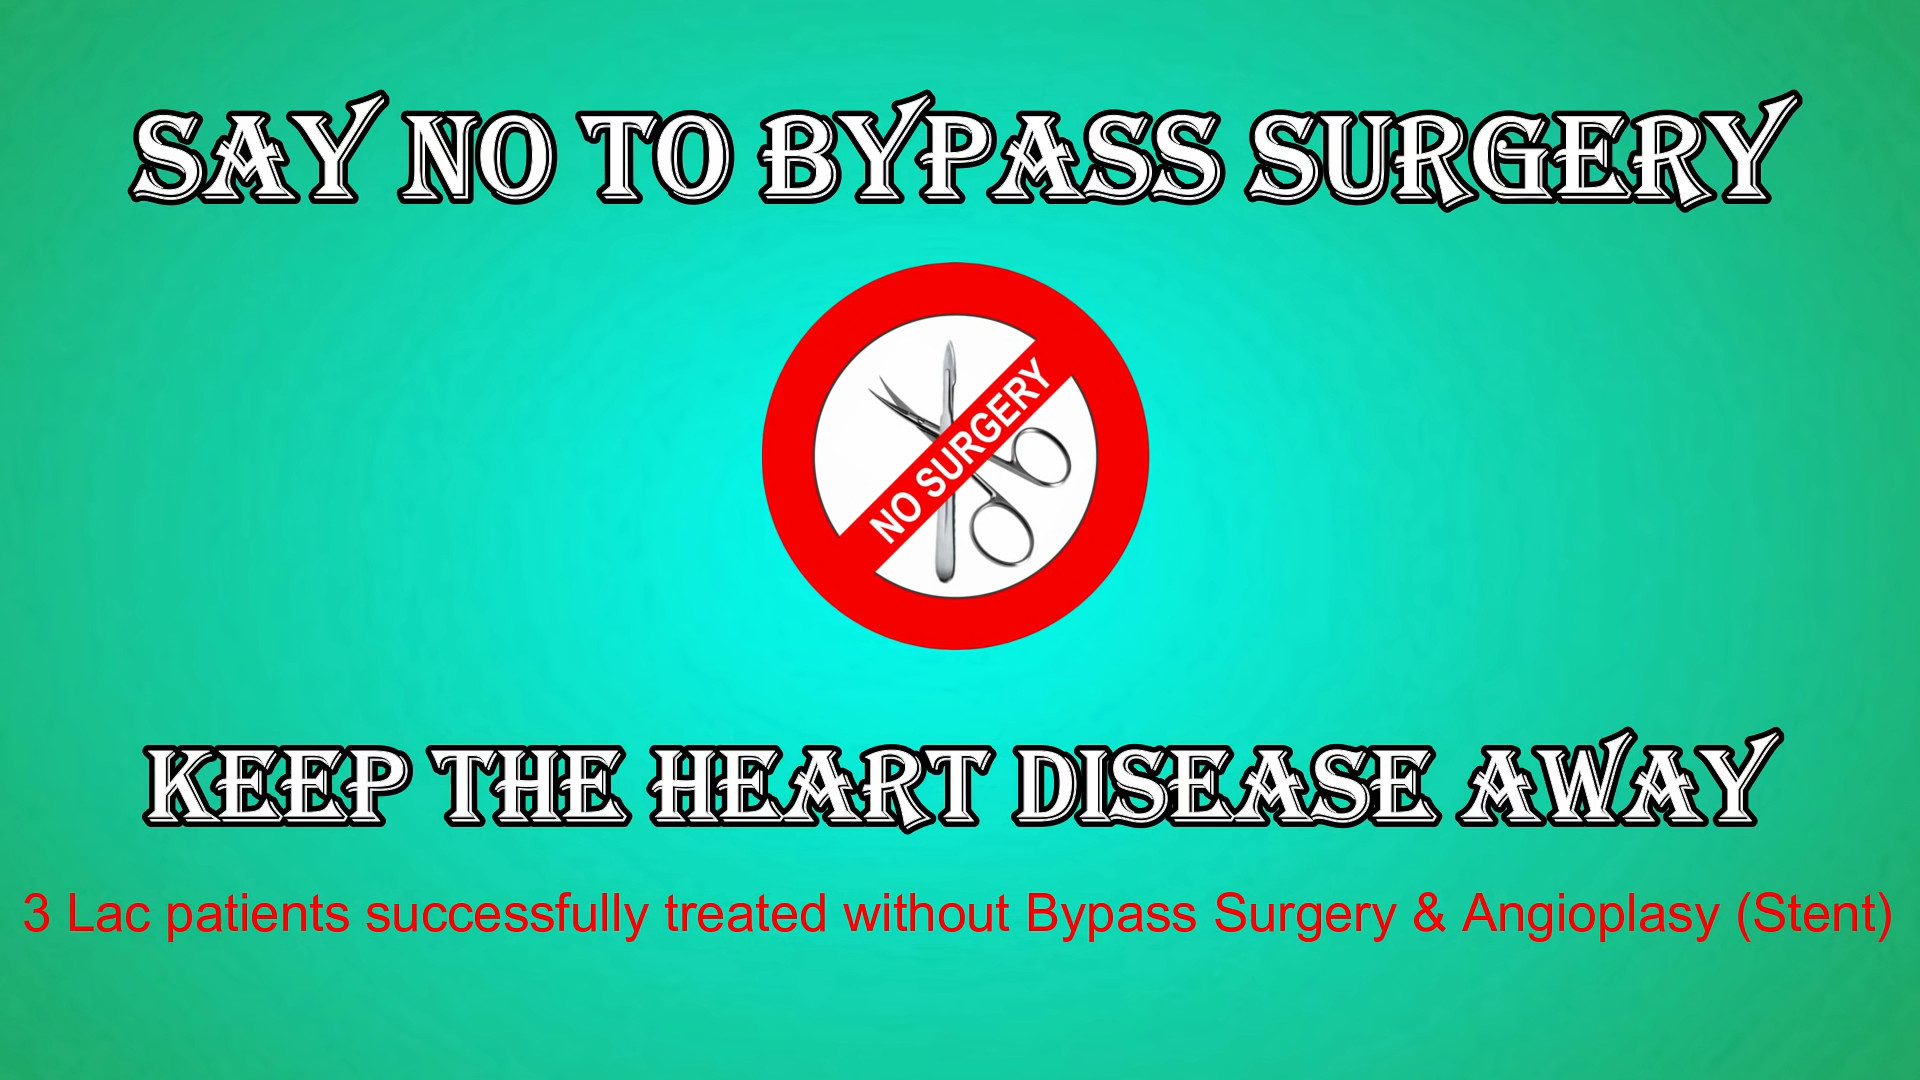 SAY NO TO BYPASS SURGERY
NO SURGERY
KEEP THE HEART DISEASE AWAY
3 Lac patients successfully treated without Bypass Surgery & Angioplasy (Stent)